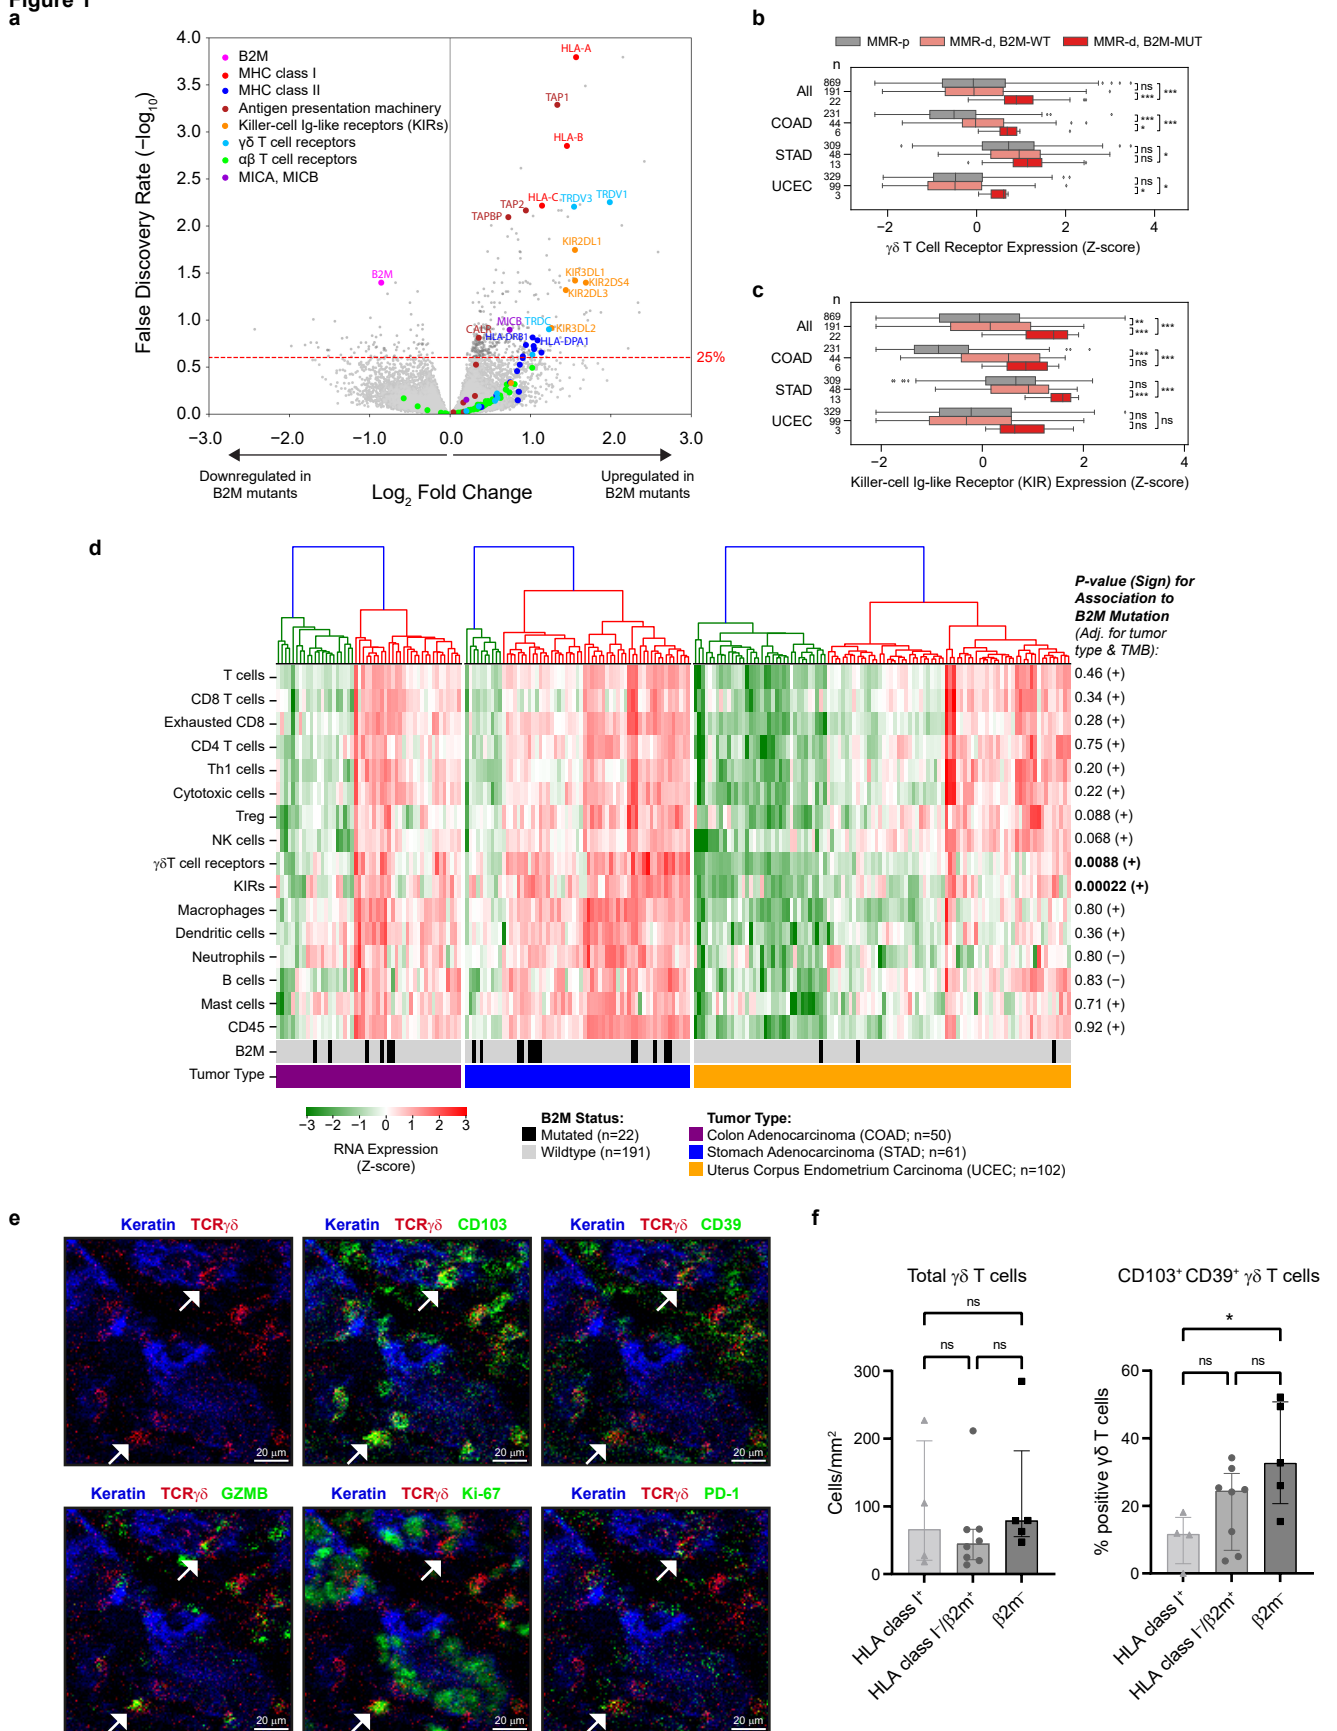 Figure 1
a
4.0
3.5
3.0
2.5
2.0
1.5
1.0
0.5
0.0
False Discovery Rate (−log10)
B2M
MHC class I
MHC class II
Antigen presentation machinery
Killer-cell Ig-like receptors (KIRs)
γδ T cell receptors
αβ T cell receptors
MICA, MICB
HLA-A
TAP1
HLA-B
HLA-C
TRDV3
TRDV1
TAP2
TAPBP
KIR2DL1
B2M
KIR3DL1
KIR2DS4
KIR2DL3
MICB
TRDC
KIR3DL2
CALR
HLA-DRB1
HLA-DPA1
25%
−3.0 −2.0 −1.0 0.0 1.0 2.0 3.0
Downregulated in
B2M mutants
Log2 Fold Change
Upregulated in
B2M mutants
b
MMR-p MMR-d, B2M-WT MMR-d, B2M-MUT
n
All 869 191 22 ns *** ***
COAD 231 44 6 *** * ***
STAD 309 48 13 ns ns *
UCEC 329 99 3 ns * *
−2 0 2 4
γδ T Cell Receptor Expression (Z-score)
c
n
All 869 191 22 ** *** ***
COAD 231 44 6 *** ns ***
STAD 309 48 13 ns *** ***
UCEC 329 99 3 ns ns ns
−2 0 2 4
Killer-cell Ig-like Receptor (KIR) Expression (Z-score)
d
P-value (Sign) for
Association to
B2M Mutation
(Adj. for tumor
type & TMB):
T cells 0.46 (+)
CD8 T cells 0.34 (+)
Exhausted CD8 0.28 (+)
CD4 T cells 0.75 (+)
Th1 cells 0.20 (+)
Cytotoxic cells 0.22 (+)
Treg 0.088 (+)
NK cells 0.068 (+)
γδT cell receptors 0.0088 (+)
KIRs 0.00022 (+)
Macrophages 0.80 (+)
Dendritic cells 0.36 (+)
Neutrophils 0.80 (−)
B cells 0.83 (−)
Mast cells 0.71 (+)
CD45 0.92 (+)
B2M
Tumor Type
−3 −2 −1 0 1 2 3
RNA Expression
(Z-score)
B2M Status:
Mutated (n=22)
Wildtype (n=191)
Tumor Type:
Colon Adenocarcinoma (COAD; n=50)
Stomach Adenocarcinoma (STAD; n=61)
Uterus Corpus Endometrium Carcinoma (UCEC; n=102)
e
Keratin TCRγδ
Keratin TCRγδ CD103
Keratin TCRγδ CD39
20 μm
20 μm
20 μm
Keratin TCRγδ GZMB
Keratin TCRγδ Ki-67
Keratin TCRγδ PD-1
20 μm
20 μm
20 μm
f
Total γδ T cells
ns
ns ns
300
200
100
0
Cells/mm2
HLA class I+
HLA class I−/β2m+
β2m−
CD103+ CD39+ γδ T cells
*
ns ns
60
40
20
0
% positive γδ T cells
HLA class I+
HLA class I−/β2m+
β2m−